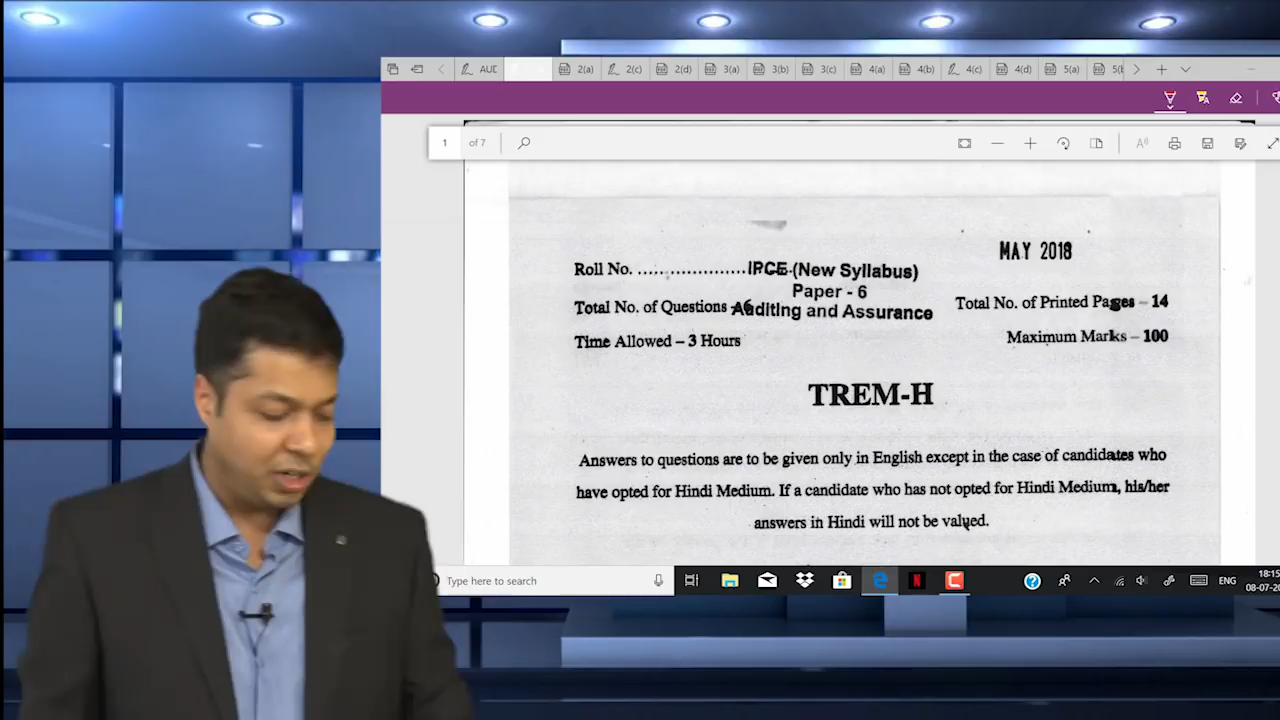 AUD 2(a) 2(c) 2(d) 3(a) 3(b) 3(c) 4(a) 4(b) 4(c) 4(d) 5(a)
1 of 7
MAY 2018
Roll No. ........................ IPCE (New Syllabus)
Paper - 6
Total No. of Questions – 6 Auditing and Assurance
Total No. of Printed Pages – 14
Time Allowed – 3 Hours
Maximum Marks – 100
TREM-H
Answers to questions are to be given only in English except in the case of candidates who
have opted for Hindi Medium. If a candidate who has not opted for Hindi Medium, his/her
answers in Hindi will not be valued.
Type here to search
ENG
18:15
08-07-20